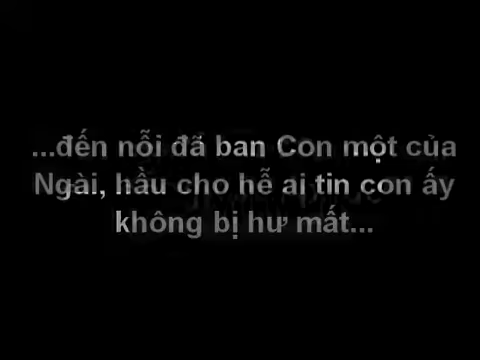 ...đến nỗi đã ban Con một của
Ngài, hầu cho hễ ai tin con ấy
không bị hư mất...